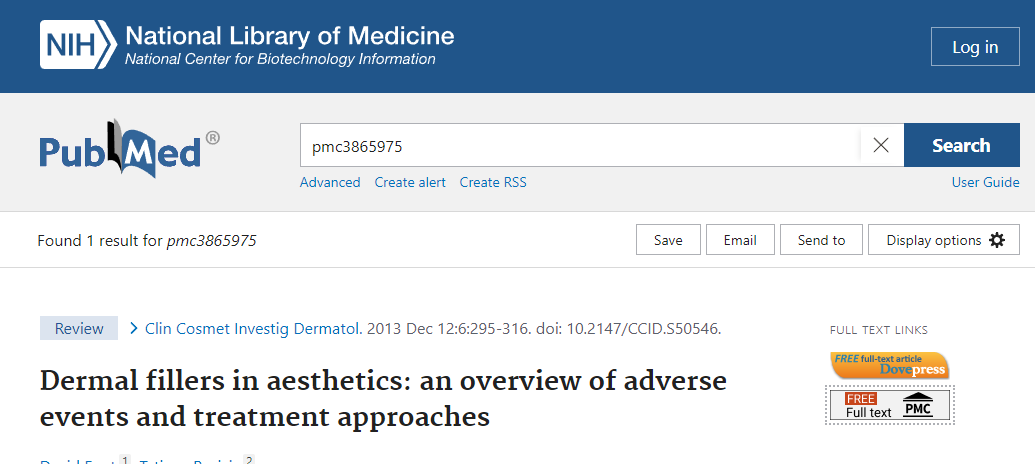 NIH National Library of Medicine
National Center for Biotechnology Information
Log in
PubMed®
pmc3865975
Search
Advanced Create alert Create RSS
User Guide
Found 1 result for pmc3865975
Save Email Send to Display options
Review
Clin Cosmet Investig Dermatol. 2013 Dec 12:6:295-316. doi: 10.2147/CCID.S50546.
Dermal fillers in aesthetics: an overview of adverse
events and treatment approaches
FULL TEXT LINKS
FREE full-text article
Dovepress
FREE
Full text PMC
David 1
2